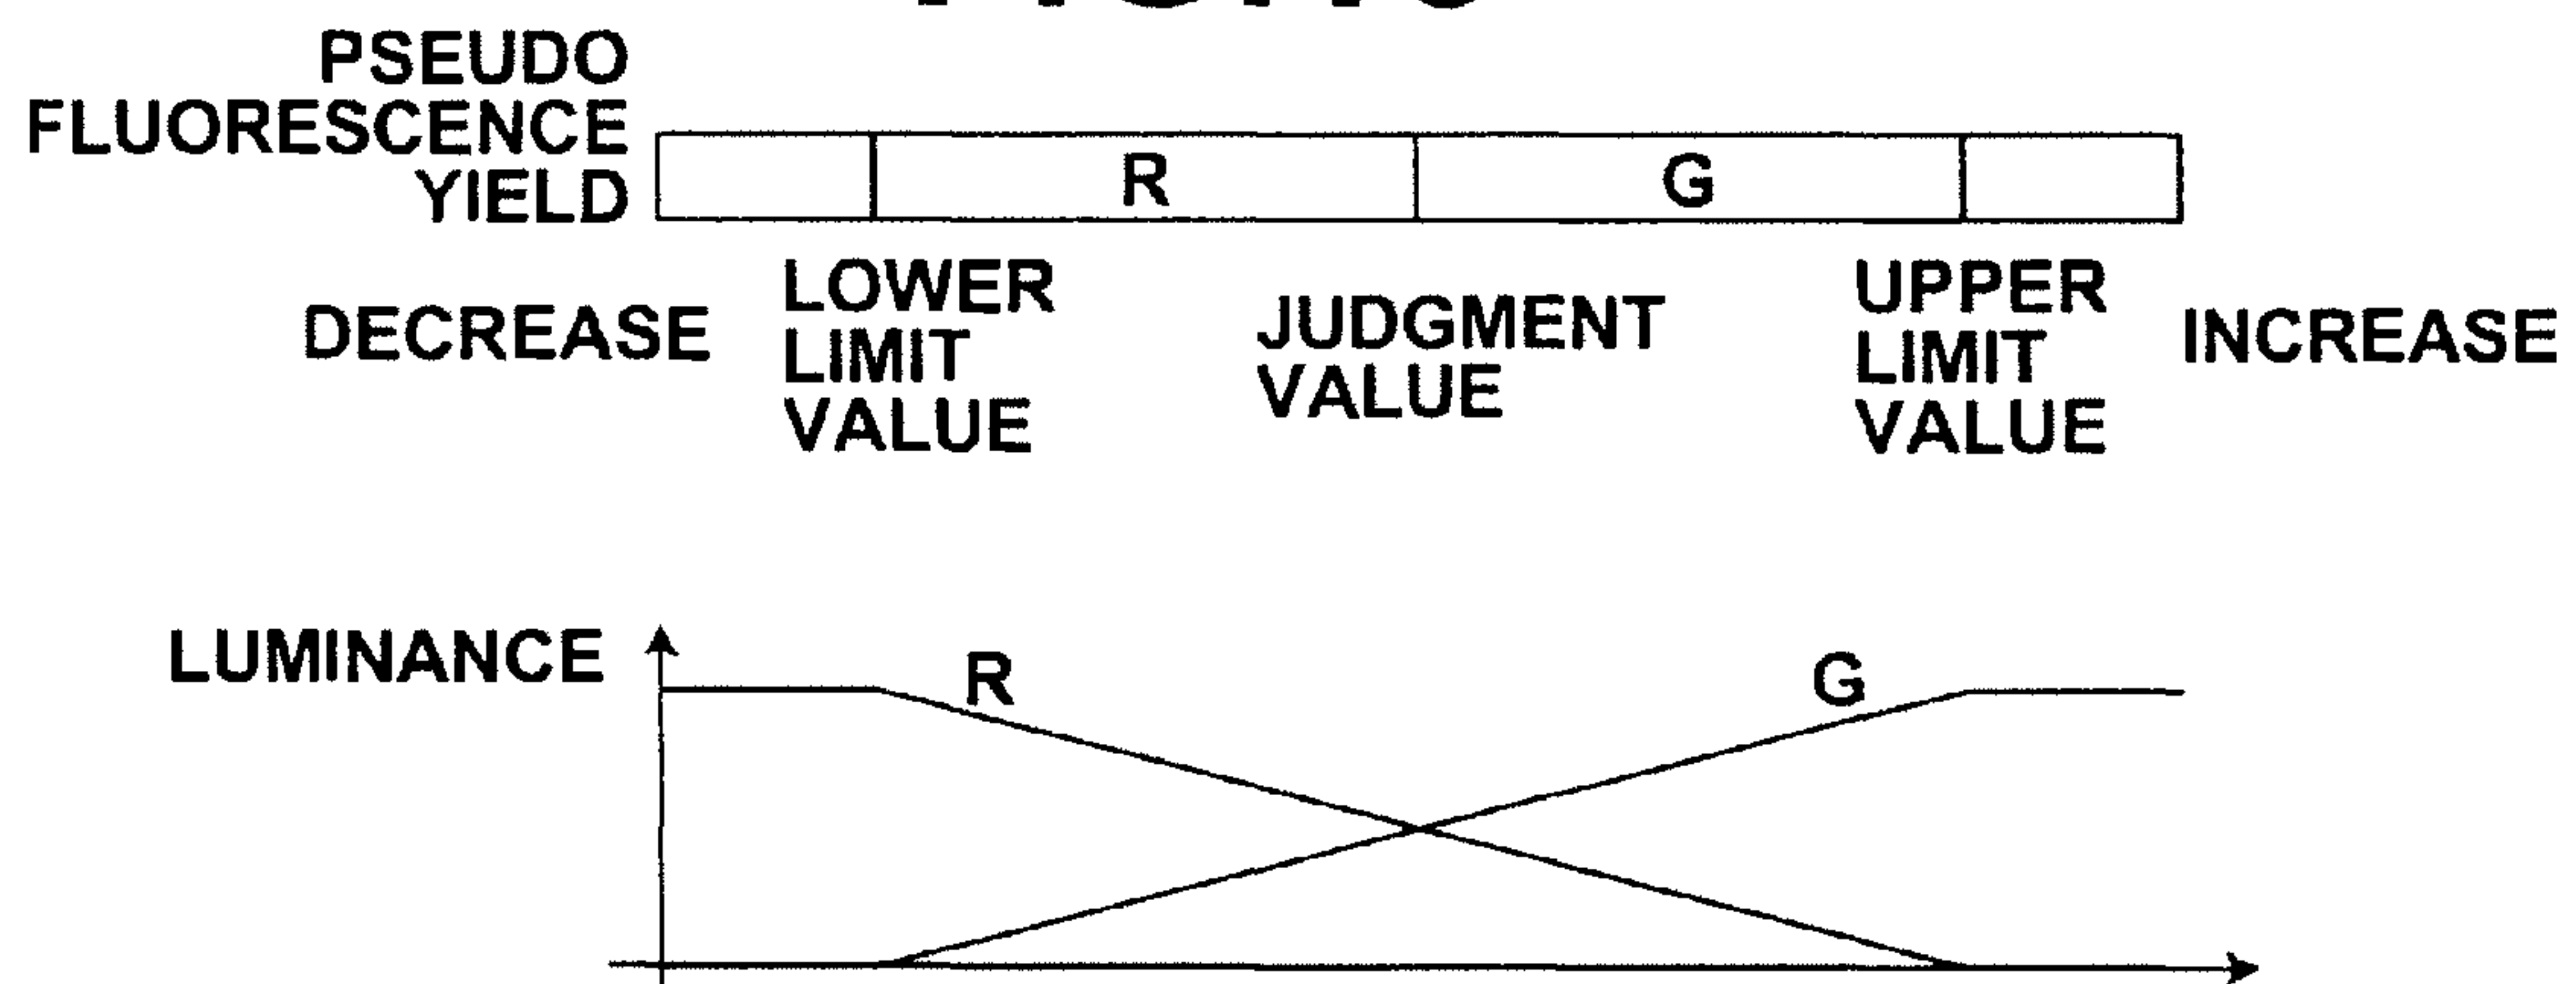 PSEUDO
FLUORESCENCE
YIELD
R
G
DECREASE
LOWER
LIMIT
VALUE
JUDGMENT
VALUE
UPPER
LIMIT
VALUE
INCREASE
LUMINANCE
R
G